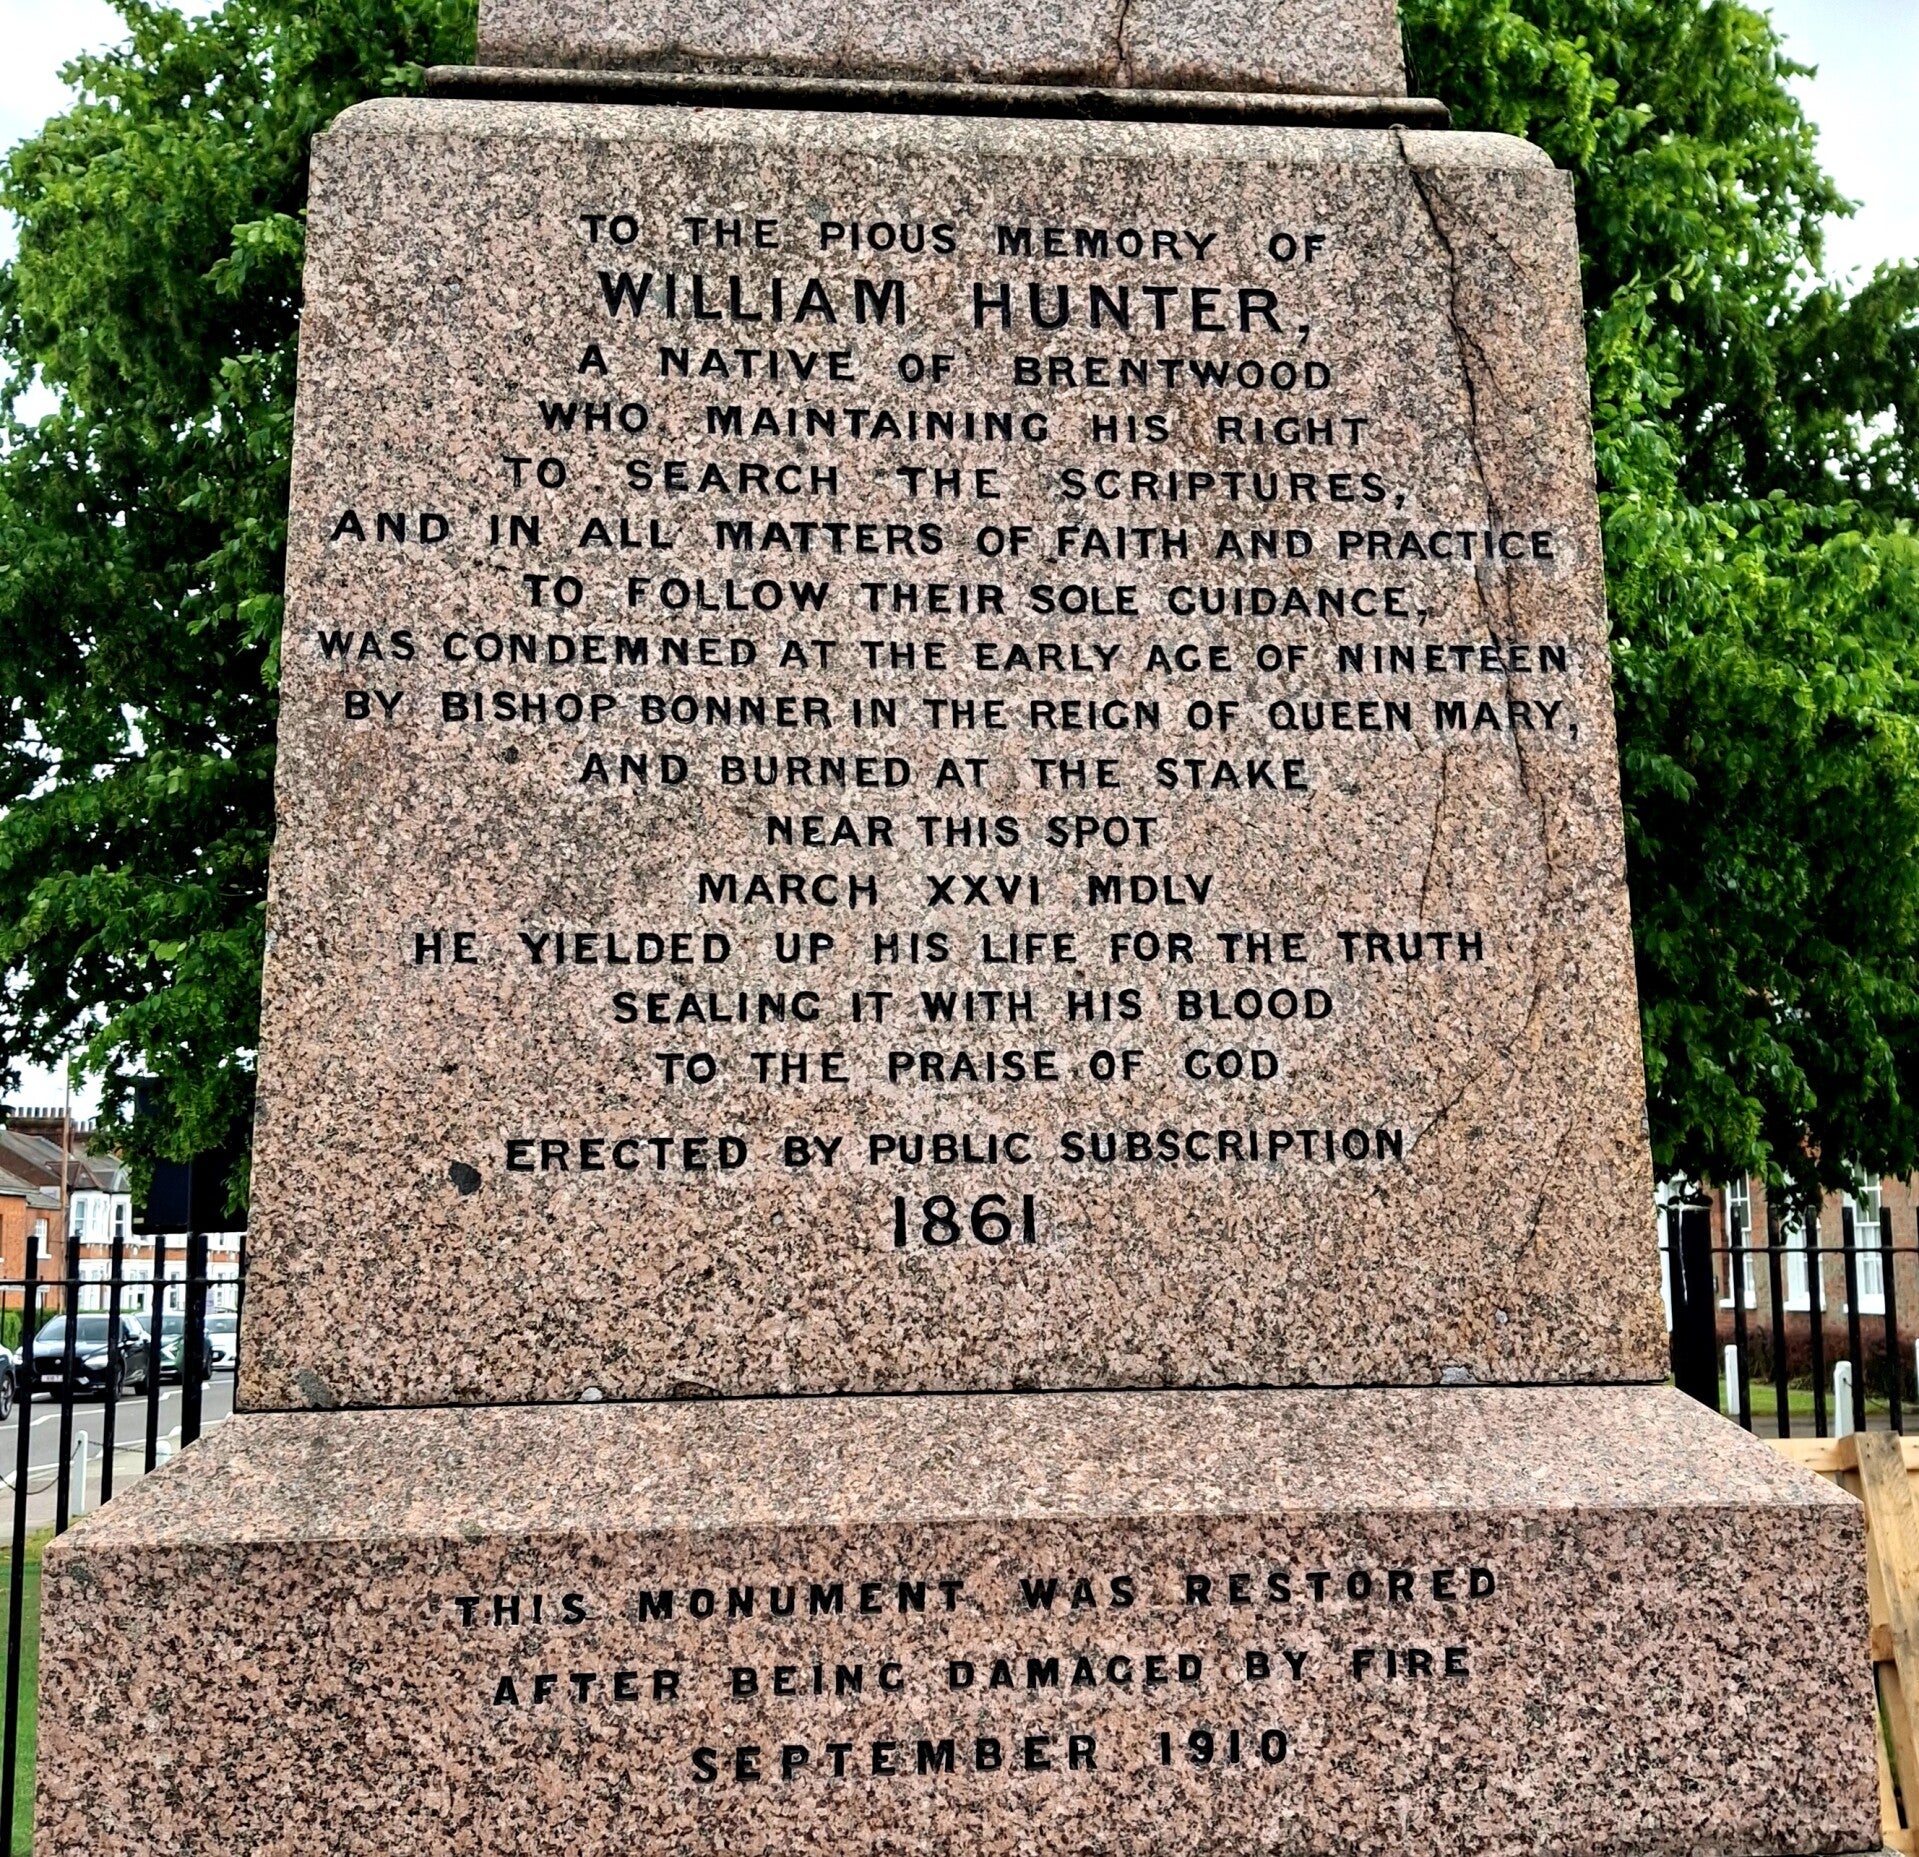 TO THE PIOUS MEMORY OF
WILLIAM HUNTER,
A NATIVE OF BRENTWOOD
WHO MAINTAINING HIS RIGHT
TO SEARCH THE SCRIPTURES,
AND IN ALL MATTERS OF FAITH AND PRACTICE
TO FOLLOW THEIR SOLE GUIDANCE,
WAS CONDEMNED AT THE EARLY AGE OF NINETEEN
BY BISHOP BONNER IN THE REIGN OF QUEEN MARY,
AND BURNED AT THE STAKE
NEAR THIS SPOT
MARCH XXVI MDLV
HE YIELDED UP HIS LIFE FOR THE TRUTH
SEALING IT WITH HIS BLOOD
TO THE PRAISE OF GOD
ERECTED BY PUBLIC SUBSCRIPTION
1861
THIS MONUMENT WAS RESTORED
AFTER BEING DAMAGED BY FIRE
SEPTEMBER 1910